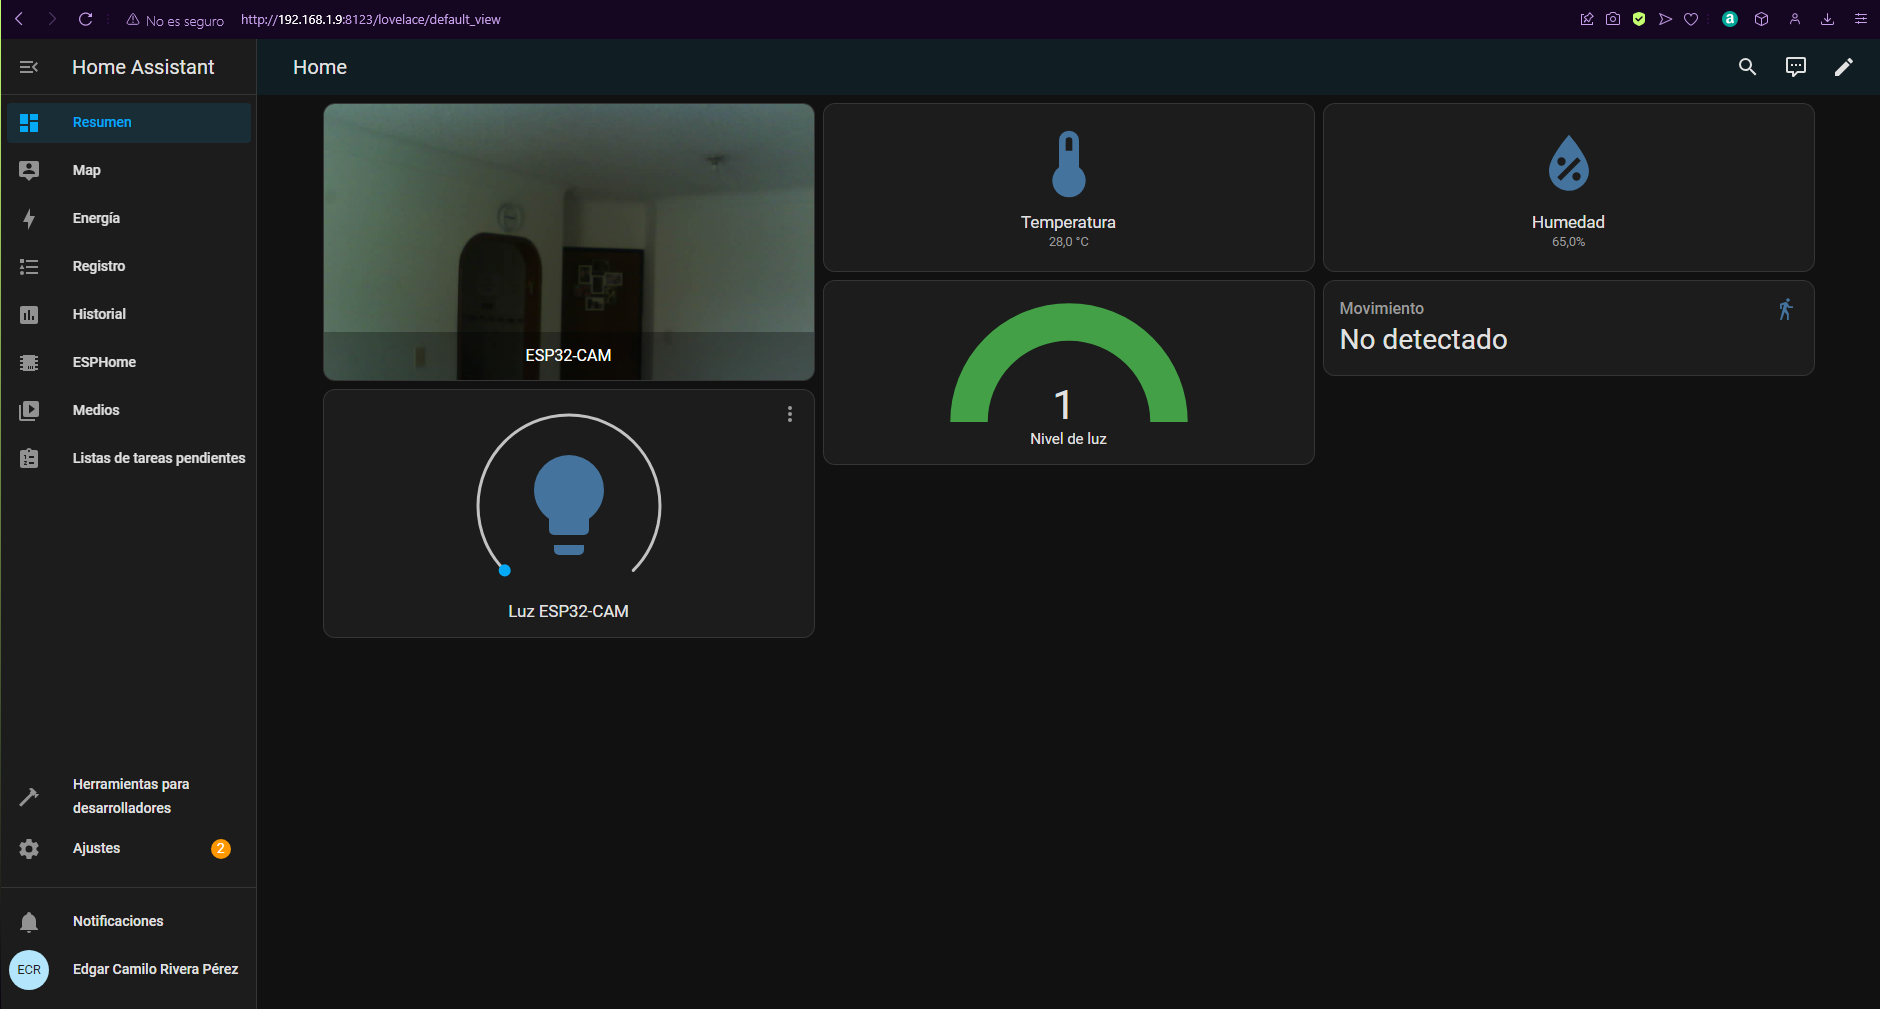 No es seguro
http://192.168.1.9:8123/lovelace/default_view
a
Home Assistant
Home
Resumen
Map
Energía
Registro
Historial
ESPHome
Medios
Listas de tareas pendientes
Herramientas para
desarrolladores
Ajustes
2
Notificaciones
ECR
Edgar Camilo Rivera Pérez
ESP32-CAM
Luz ESP32-CAM
Temperatura
28,0 °C
1
Nivel de luz
Humedad
65,0%
Movimiento
No detectado